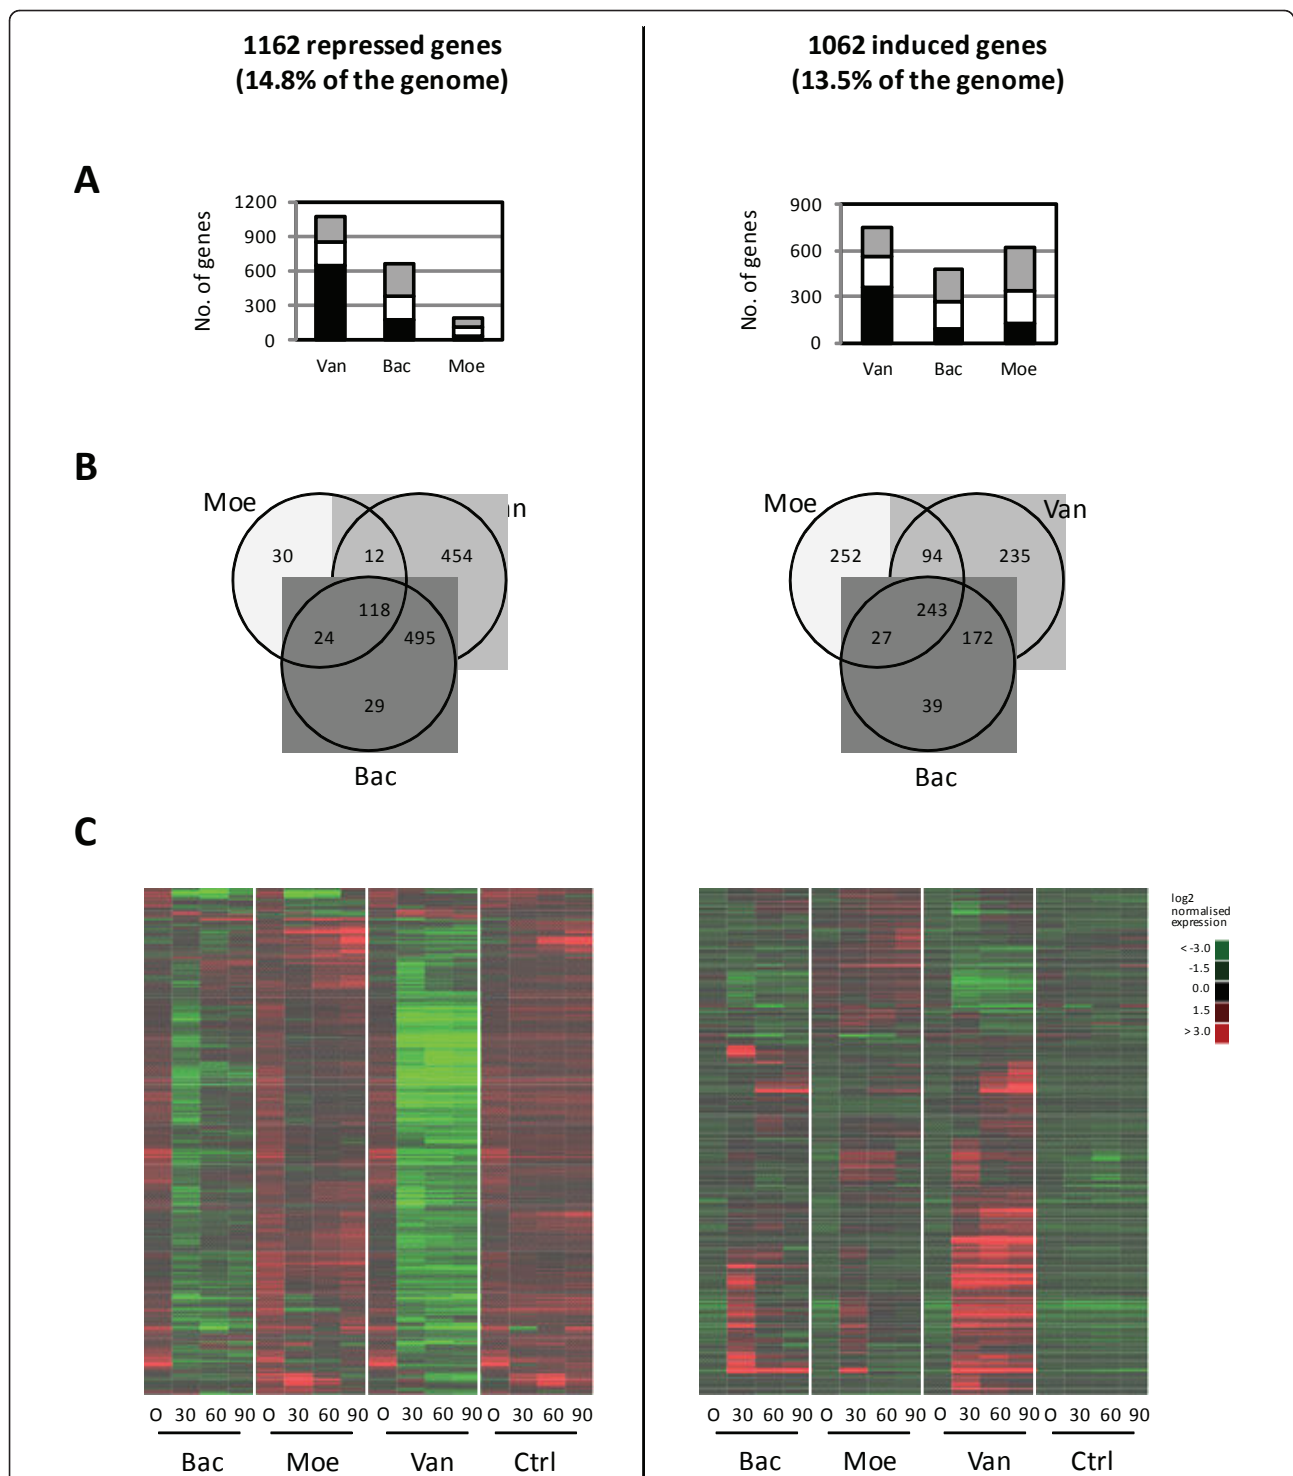 1162 repressed genes
(14.8% of the genome)
1062 induced genes
(13.5% of the genome)
A
No. of genes
1200
900
600
300
0
Van Bac Moe
No. of genes
900
600
300
0
Van Bac Moe
B
Moe
30 12 454
118
24 495
29
Bac
Moe Van
252 94 235
243
27 172
39
Bac
C
O 30 60 90 O 30 60 90 O 30 60 90 O 30 60 90
Bac Moe Van Ctrl
O 30 60 90 O 30 60 90 O 30 60 90 O 30 60 90
Bac Moe Van Ctrl
log2
normalised
expression
< -3.0
-1.5
0.0
1.5
> 3.0